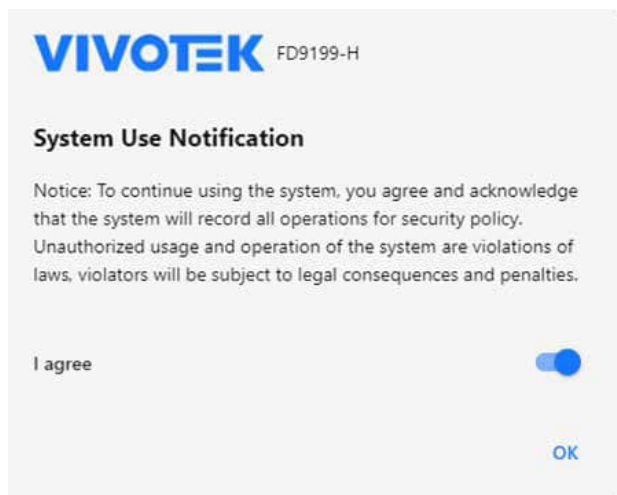 VIVOTEK FD9199-H
System Use Notification
Notice: To continue using the system, you agree and acknowledge
that the system will record all operations for security policy.
Unauthorized usage and operation of the system are violations of
laws, violators will be subject to legal consequences and penalties.
I agree
OK